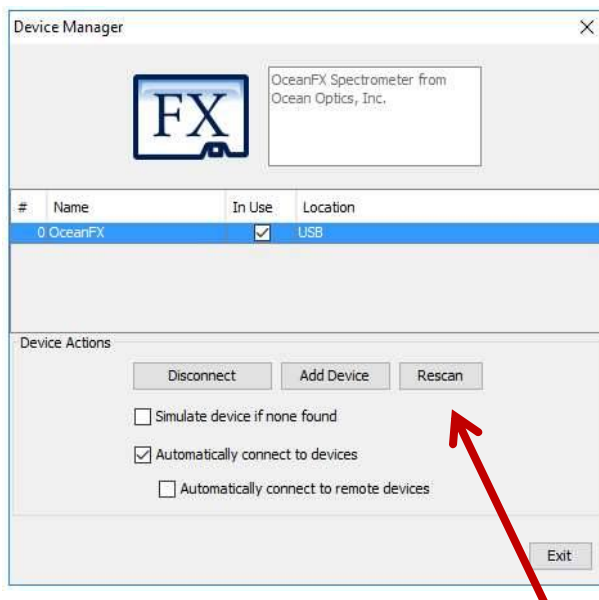 Device Manager
FX
OceanFX Spectrometer from
Ocean Optics, Inc.
# Name In Use Location
0 OceanFX USB
Device Actions
Disconnect Add Device Rescan
Simulate device if none found
Automatically connect to devices
Automatically connect to remote devices
Exit